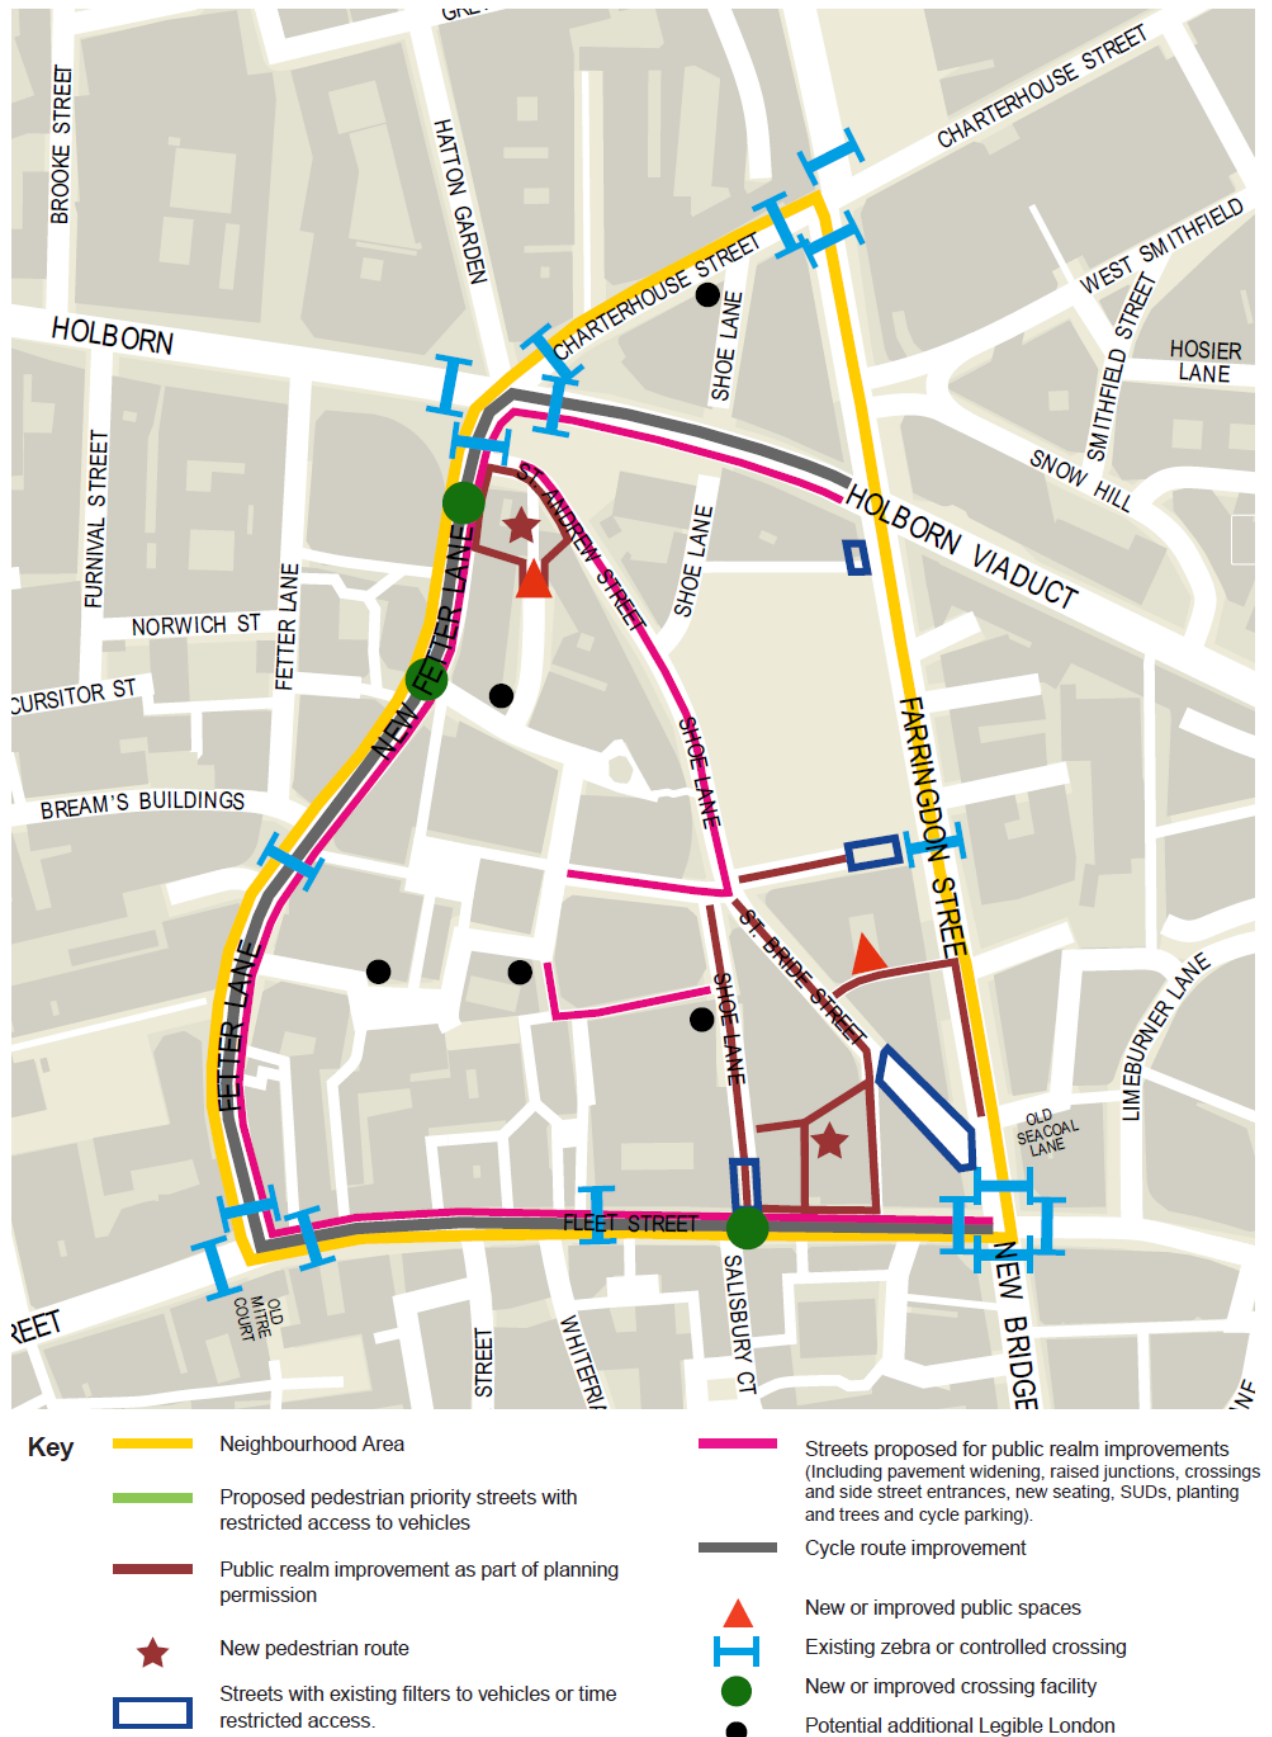 GRE
BROOKE STREET
HATTON GARDEN
CHARTERHOUSE STREET
WEST SMITHFIELD
CHARTERHOUSE STREET
SMITHFIELD STREET
HOLBORN
SHOE LANE
HOSIER
LANE
FURNIVAL STREET
SNOW HILL
ST. ANDREW STREET
HOLBORN VIADUCT
SHOE LANE
FETTER LANE
NORWICH ST
NEW FETTER LANE
CURSITOR ST
SHOE LANE
FARRINGDON STREE
BREAM'S BUILDINGS
ST. BRIDE STREET
FETTER LANE
SHOE LANE
LIMEBURNER LANE
OLD
SEACOAL
LANE
FLEET STREET
REET
OLD
MITRE
COURT
STREET
WHITEFRI
SALISBURY CT
NEW BRIDGE
NE
Key
Neighbourhood Area
Proposed pedestrian priority streets with
restricted access to vehicles
Public realm improvement as part of planning
permission
New pedestrian route
Streets with existing filters to vehicles or time
restricted access.
Streets proposed for public realm improvements
(Including pavement widening, raised junctions, crossings
and side street entrances, new seating, SUDs, planting
and trees and cycle parking).
Cycle route improvement
New or improved public spaces
Existing zebra or controlled crossing
New or improved crossing facility
Potential additional Legible London